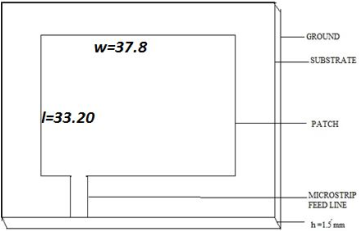 w=37.8
GROUND
SUBSTRATE
l=33.20
PATCH
MICROSTRIP
FEED LINE
h =1.5 mm